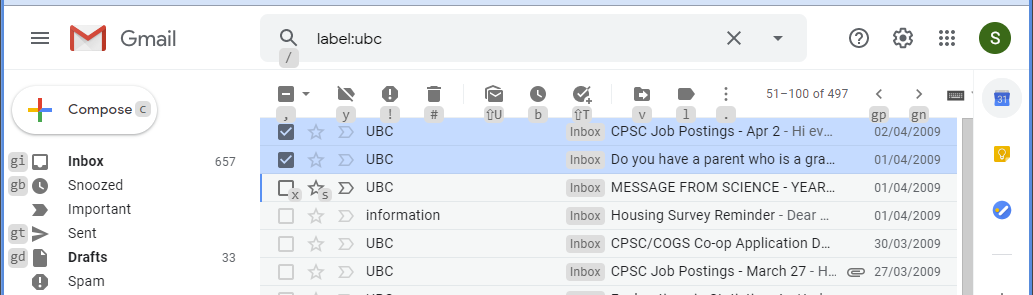 Gmail
label:ubc
/
S
Compose c
, y ! # ⇧U b ⇧T v l . 51–100 of 497 gp gn
31
UBC Inbox CPSC Job Postings - Apr 2 - Hi ev… 02/04/2009
gi Inbox 657
UBC Inbox Do you have a parent who is a gra… 01/04/2009
gb Snoozed
x s UBC Inbox MESSAGE FROM SCIENCE - YEAR… 01/04/2009
Important
information Inbox Housing Survey Reminder - Dear … 01/04/2009
gt Sent
UBC Inbox CPSC/COGS Co-op Application D… 30/03/2009
gd Drafts 33
UBC Inbox CPSC Job Postings - March 27 - H… 27/03/2009
Spam